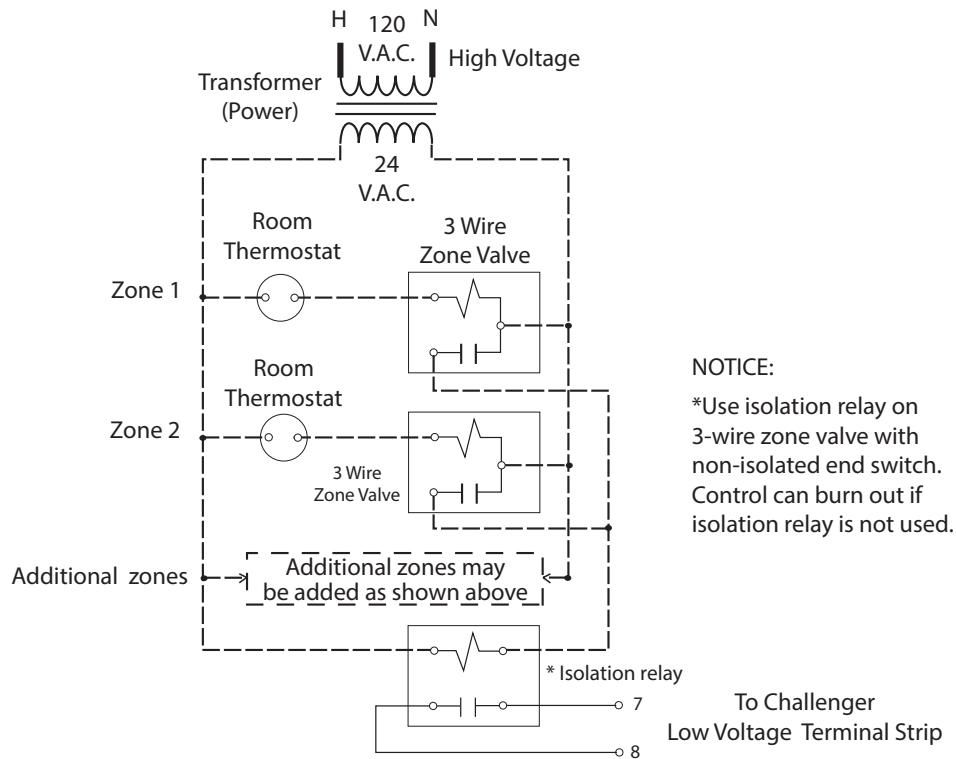 H 120 N
V.A.C.
High Voltage
Transformer
(Power)
24
V.A.C.
Room
Thermostat
3 Wire
Zone Valve
Zone 1
Room
Thermostat
Zone 2
3 Wire
Zone Valve
NOTICE:
*Use isolation relay on
3-wire zone valve with
non-isolated end switch.
Control can burn out if
isolation relay is not used.
Additional zones
Additional zones may
be added as shown above
* Isolation relay
7
8
To Challenger
Low Voltage Terminal Strip